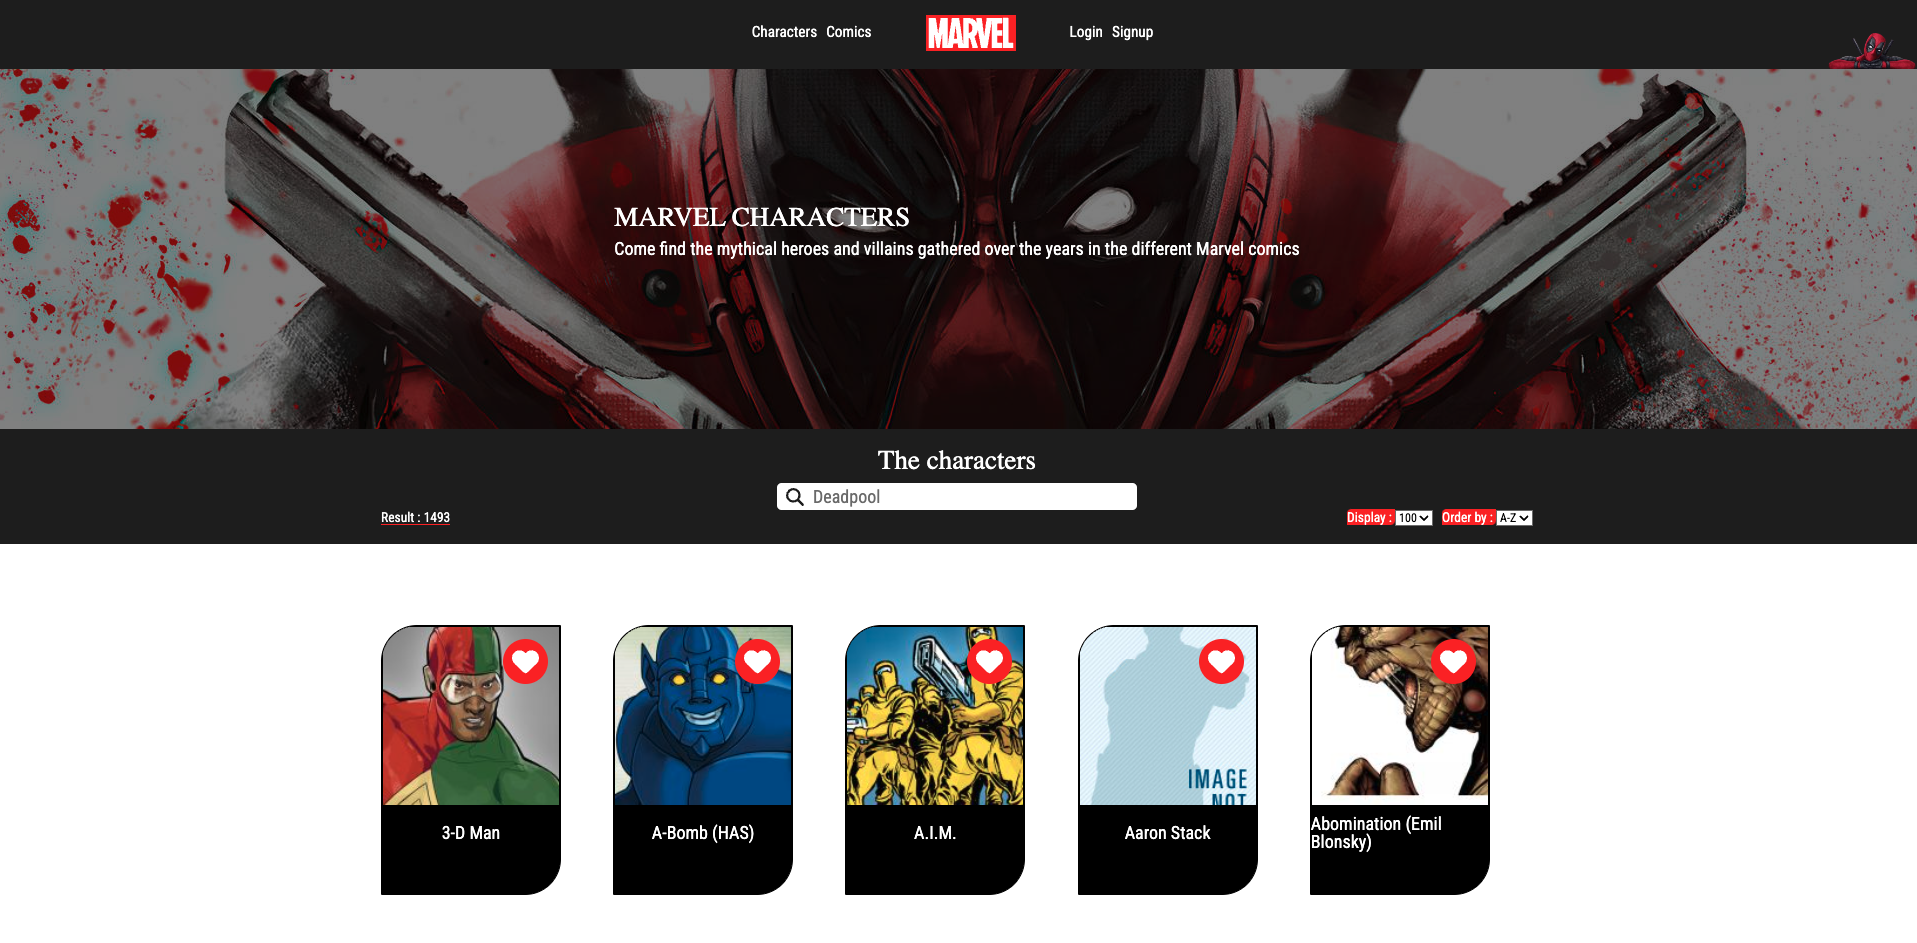 Characters Comics MARVEL Login Signup
MARVEL CHARACTERS
Come find the mythical heroes and villains gathered over the years in the different Marvel comics
The characters
Deadpool
Result : 1493
Display : 100 Order by : A-Z
IMAGE
NOT
3-D Man
A-Bomb (HAS)
A.I.M.
Aaron Stack
Abomination (Emil
Blonsky)